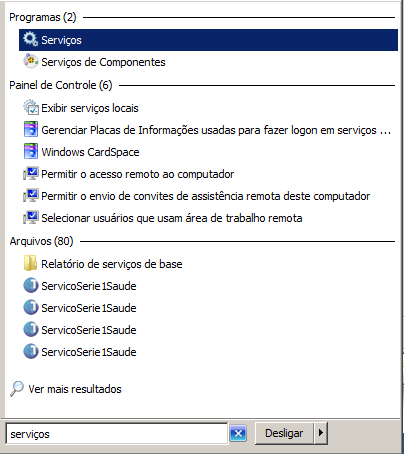 Programas (2)
Serviços
Serviços de Componentes
Painel de Controle (6)
Exibir serviços locais
Gerenciar Placas de Informações usadas para fazer logon em serviços ...
Windows CardSpace
Permitir o acesso remoto ao computador
Permitir o envio de convites de assistência remota deste computador
Selecionar usuários que usam área de trabalho remota
Arquivos (80)
Relatório de serviços de base
ServicoSerie1Saude
ServicoSerie1Saude
ServicoSerie1Saude
ServicoSerie1Saude
Ver mais resultados
serviços
Desligar